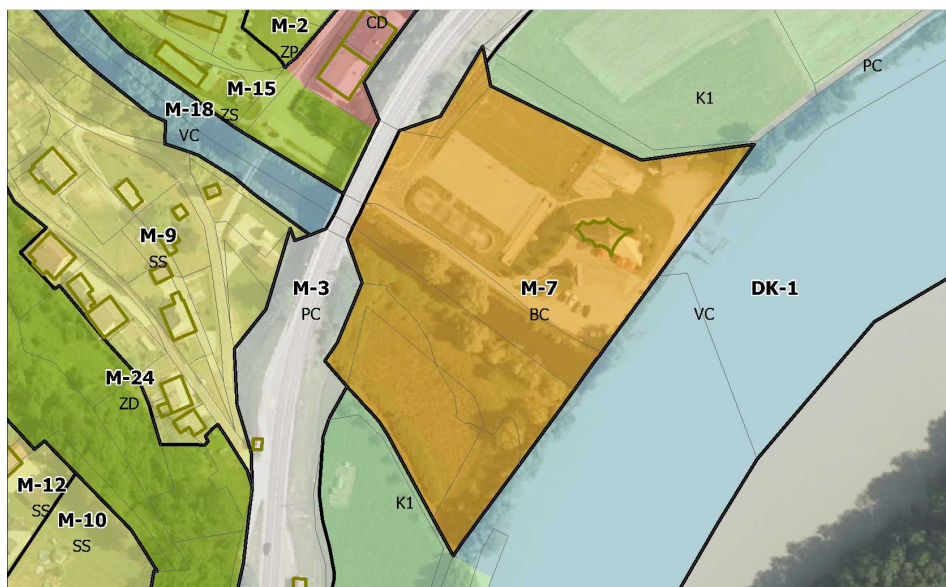 CD
M-2
ZP
PC
M-15
ZS
K1
M-18
VC
M-9
SS
M-3
PC
M-7
BC
DK-1
VC
M-24
ZD
M-12
SS
K1
M-10
SS